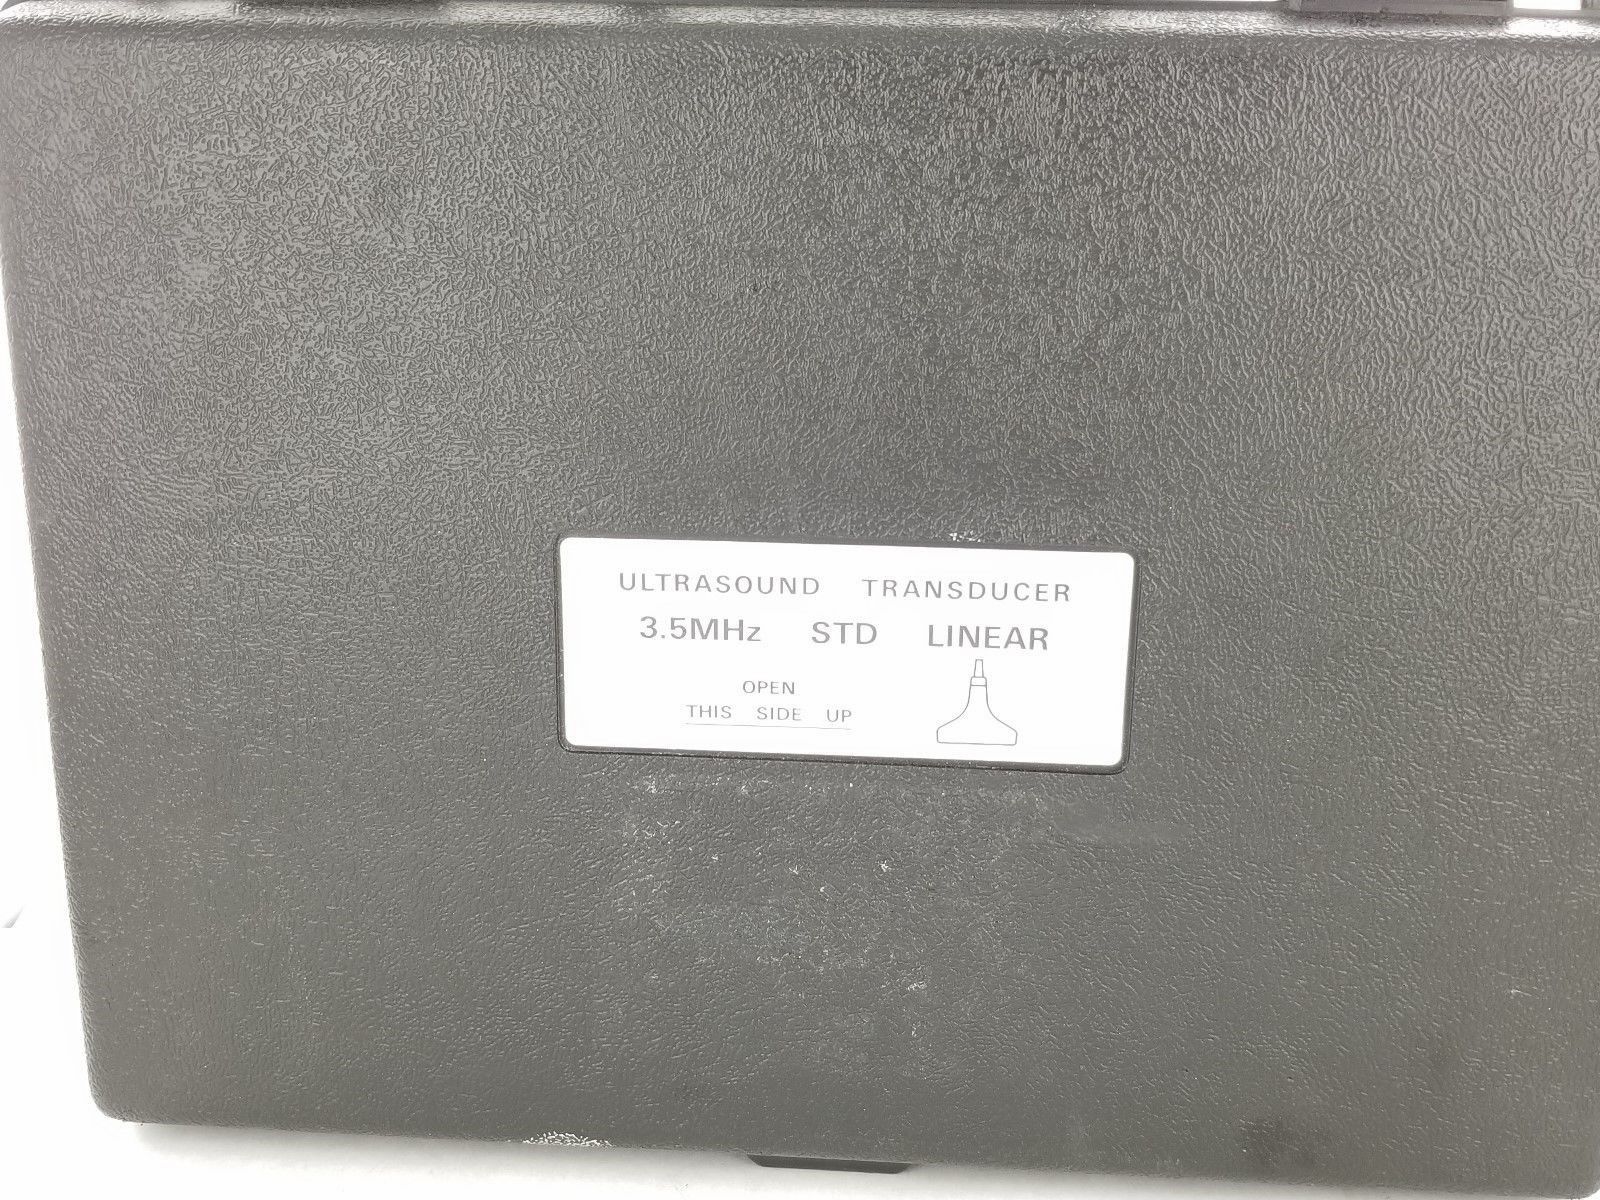 ULTRASOUND TRANSDUCER
3.5MHz STD LINEAR
OPEN
THIS SIDE UP